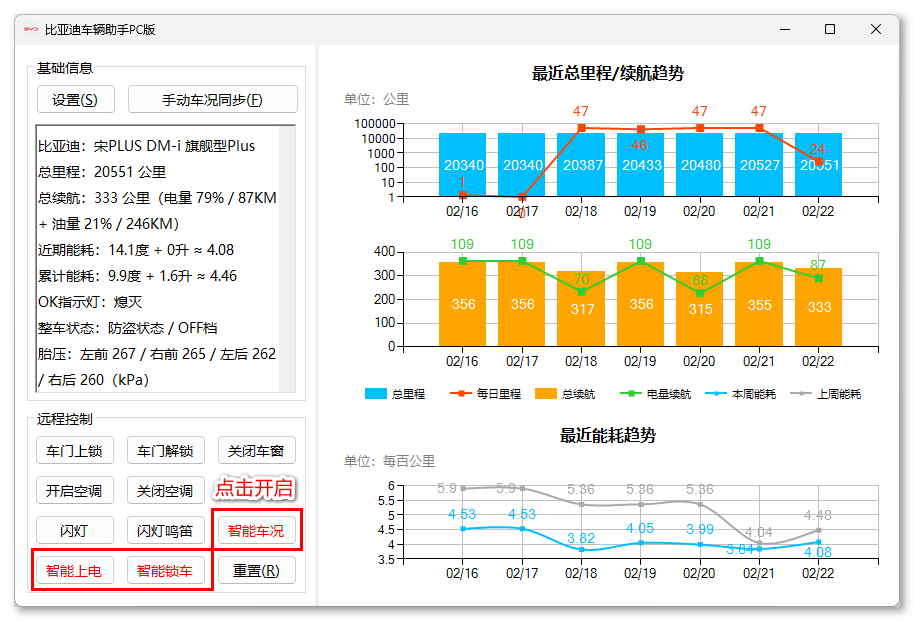 BYD 比亚迪车辆助手PC版
基础信息
设置(S)
手动车况同步(F)
比亚迪：宋PLUS DM-i 旗舰型Plus
总里程：20551 公里
总续航：333 公里（电量 79% / 87KM
+ 油量 21% / 246KM）
近期能耗：14.1度 + 0升 ≈ 4.08
累计能耗：9.9度 + 1.6升 ≈ 4.46
OK指示灯：熄灭
整车状态：防盗状态 / OFF档
胎压：左前 267 / 右前 265 / 左后 262
/ 右后 260（kPa）
远程控制
车门上锁 车门解锁 关闭车窗
开启空调 关闭空调 点击开启
闪灯 闪灯鸣笛 智能车况
智能上电 智能锁车 重置(R)
最近总里程/续航趋势
单位：公里
47 47 47
100000
10000
1000
100
10
1
46 24
20340 20340 20387 20433 20480 20527 20551
1 0
02/16 02/17 02/18 02/19 02/20 02/21 02/22
400
300
200
100
0
109 109 70 109 68 109 87
356 356 317 356 315 355 333
02/16 02/17 02/18 02/19 02/20 02/21 02/22
总里程 每日里程 总续航 电量续航 本周能耗 上周能耗
最近能耗趋势
单位：每百公里
6
5.5
5
4.5
4
3.5
5.9 5.9 5.36 5.36 5.36 4.04 4.48
4.53 4.53 3.82 4.05 3.99 3.84 4.08
02/16 02/17 02/18 02/19 02/20 02/21 02/22